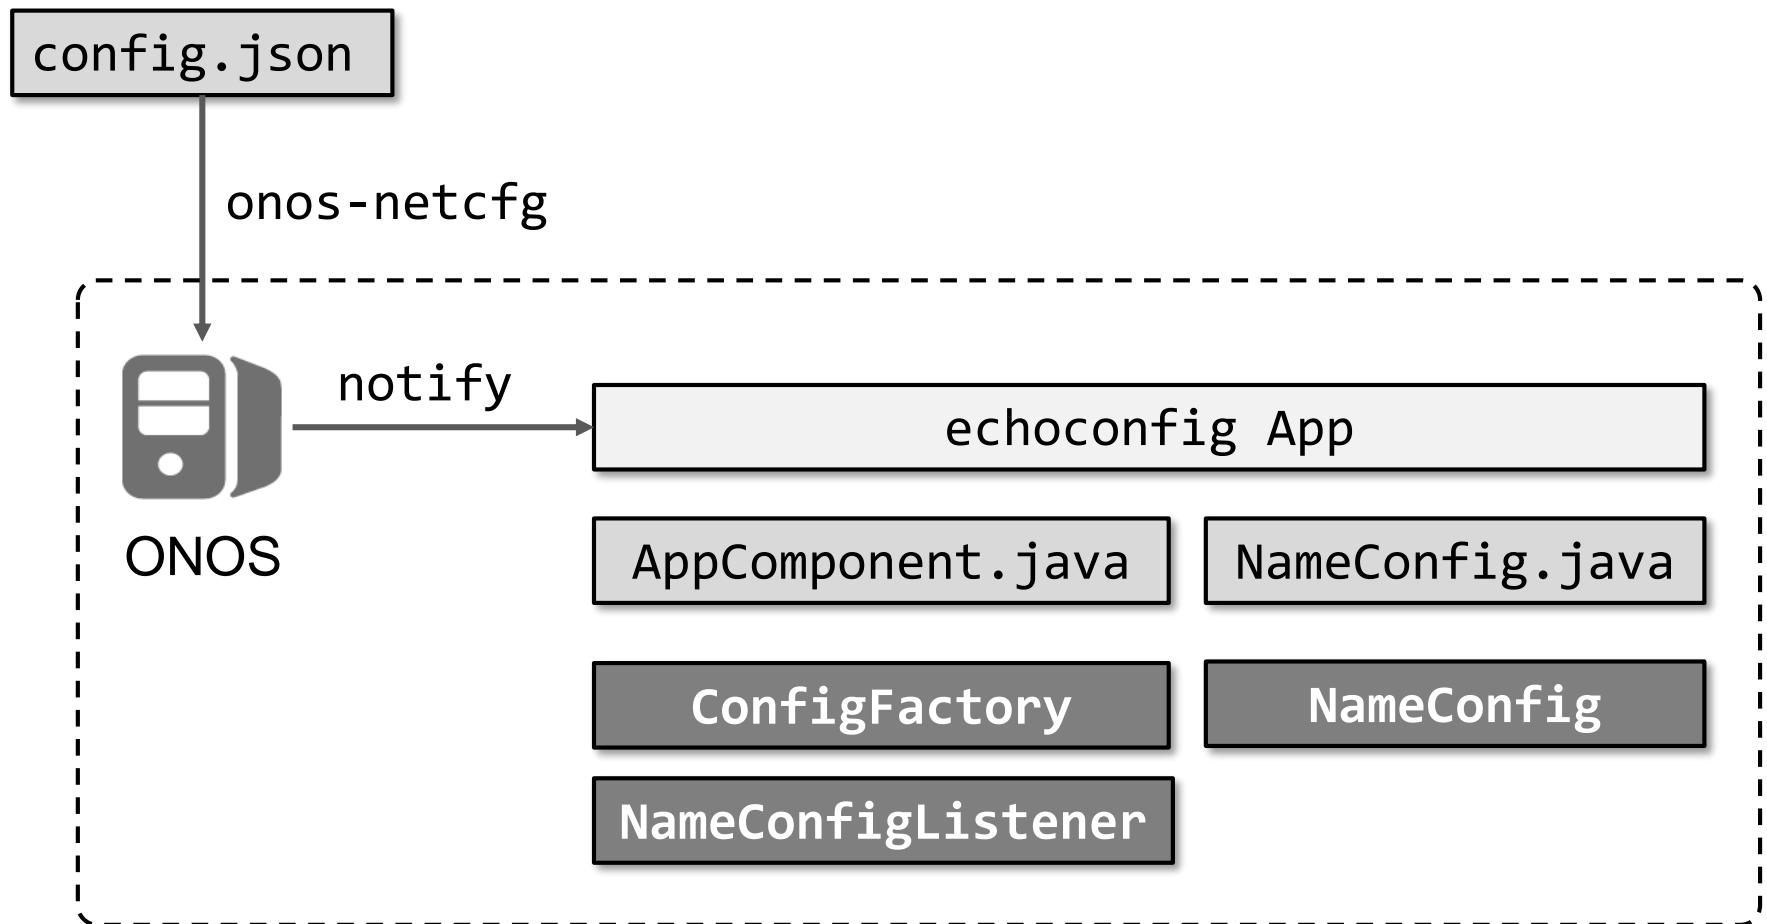 config.json
onos-netcfg
notify
echoconfig App
ONOS
AppComponent.java
NameConfig.java
ConfigFactory
NameConfig
NameConfigListener